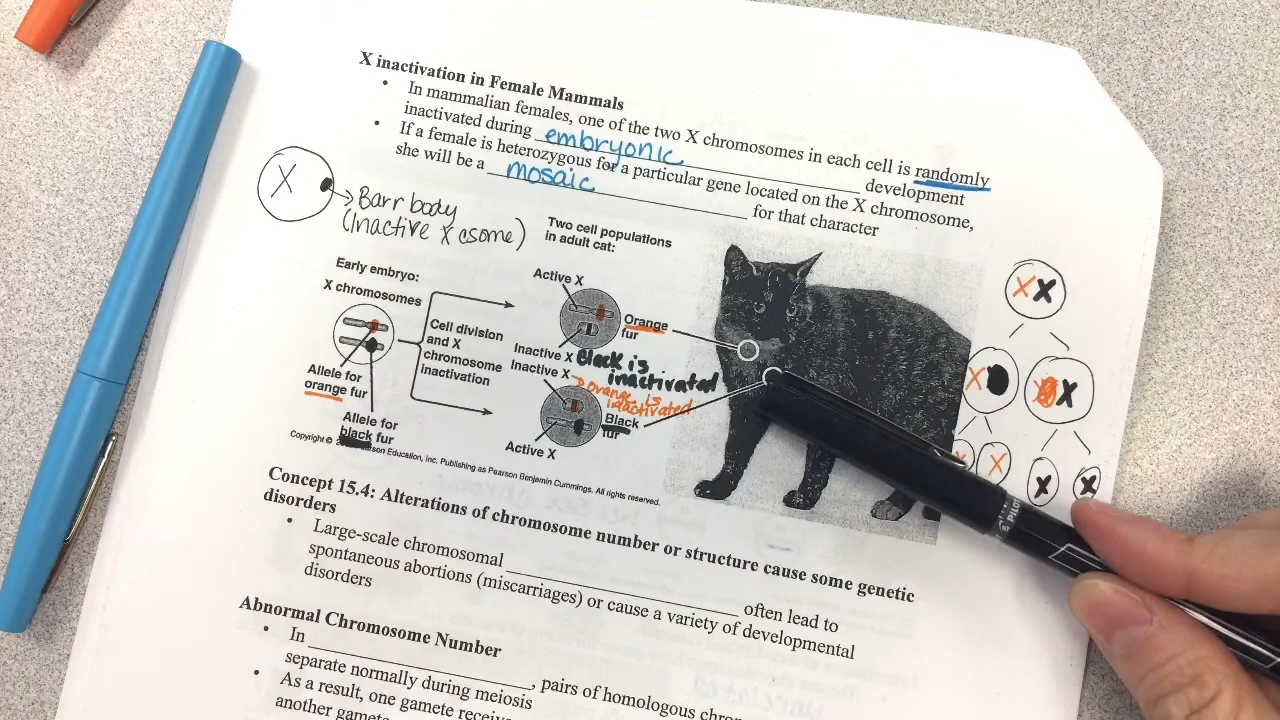 X inactivation in Female Mammals
• In mammalian females, one of the two X chromosomes in each cell is randomly
inactivated during embryonic development
• If a female is heterozygous for a particular gene located on the X chromosome,
she will be a mosaic for that character
X
Barr body
(Inactive X csome)
Two cell populations
in adult cat:
Early embryo:
X chromosomes
Active X
Cell division
and X
chromosome
inactivation
Orange
fur
Inactive X
Black is
inactivated
Inactive X
orange is
inactivated
Allele for
orange fur
Black
fur
Allele for
black fur
Active X
XX
X
X
X
X
X
X
Copyright © Education, Inc. Publishing as Pearson Benjamin Cummings. All rights reserved.
Concept 15.4: Alterations of chromosome number or structure cause some genetic
disorders
• Large-scale chromosomal ____ often lead to
spontaneous abortions (miscarriages) or cause a variety of developmental
disorders
Abnormal Chromosome Number
• In ____, pairs of homologous
separate normally during meiosis
• As a result, one gamete
another
PILOT